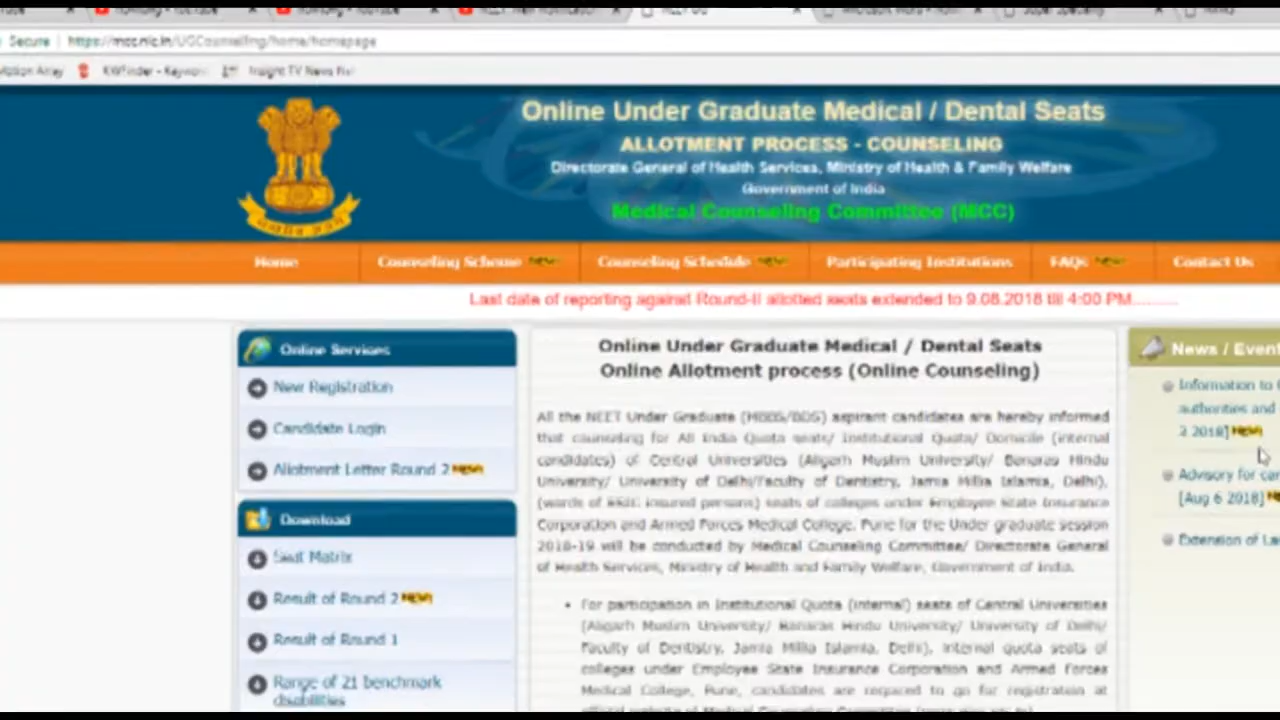 YouTube
Secure | https://mcc.nic.in/UGCounselling/home/homepage
Motion Array KWFinder - Keyword Insight TV News
Online Under Graduate Medical / Dental Seats
ALLOTMENT PROCESS - COUNSELING
Directorate General of Health Services, Ministry of Health & Family Welfare
Government of India
Medical Counseling Committee (MCC)
Home Counseling Scheme NEW Counseling Schedule NEW Participating Institutions FAQs NEW Contact Us
Last date of reporting against Round-II allotted seats extended to 9.08.2018 till 4:00 PM.........
Online Services
New Registration
Candidate Login
Allotment Letter Round 2 NEW
Download
Seat Matrix
Result of Round 2 NEW
Result of Round 1
Range of 21 benchmark
disabilities
Online Under Graduate Medical / Dental Seats
Online Allotment process (Online Counseling)
All the NEET Under Graduate (MBBS/BDS) aspirant candidates are hereby informed
that counseling for All India Quota seats/ Institutional Quota/ Domicile (internal
candidates) of Central Universities (Aligarh Muslim University/ Banaras Hindu
University/ University of Delhi/Faculty of Dentistry, Jamia Millia Islamia, Delhi),
(wards of ESIC insured persons) seats of colleges under Employee State Insurance
Corporation and Armed Forces Medical College, Pune for the Under graduate session
2018-19 will be conducted by Medical Counseling Committee/ Directorate General
of Health Services, Ministry of Health and Family Welfare, Government of India.
• For participation in Institutional Quota (internal) seats of Central Universities
(Aligarh Muslim University/ Banaras Hindu University/ University of Delhi/
Faculty of Dentistry, Jamia Millia Islamia, Delhi), internal quota seats of
colleges under Employee State Insurance Corporation and Armed Forces
Medical College, Pune, candidates are required to go for registration at
official website of Medical Counseling Committee
News / Event
Information to
authorities and
2 2018] NEW
Advisory for
[Aug 6 2018]
Extension of